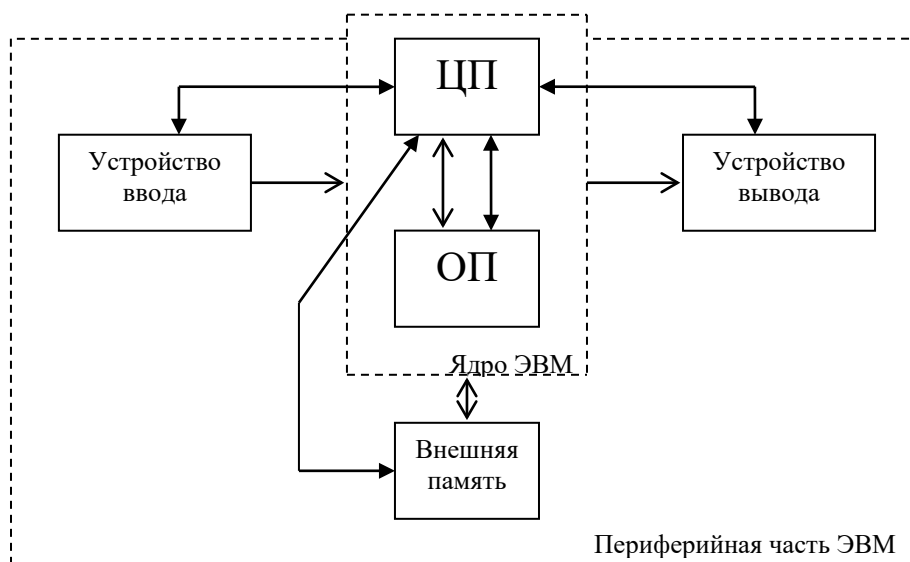 ЦП
Устройство
ввода
Устройство
вывода
ОП
Ядро ЭВМ
Внешняя
память
Периферийная часть ЭВМ